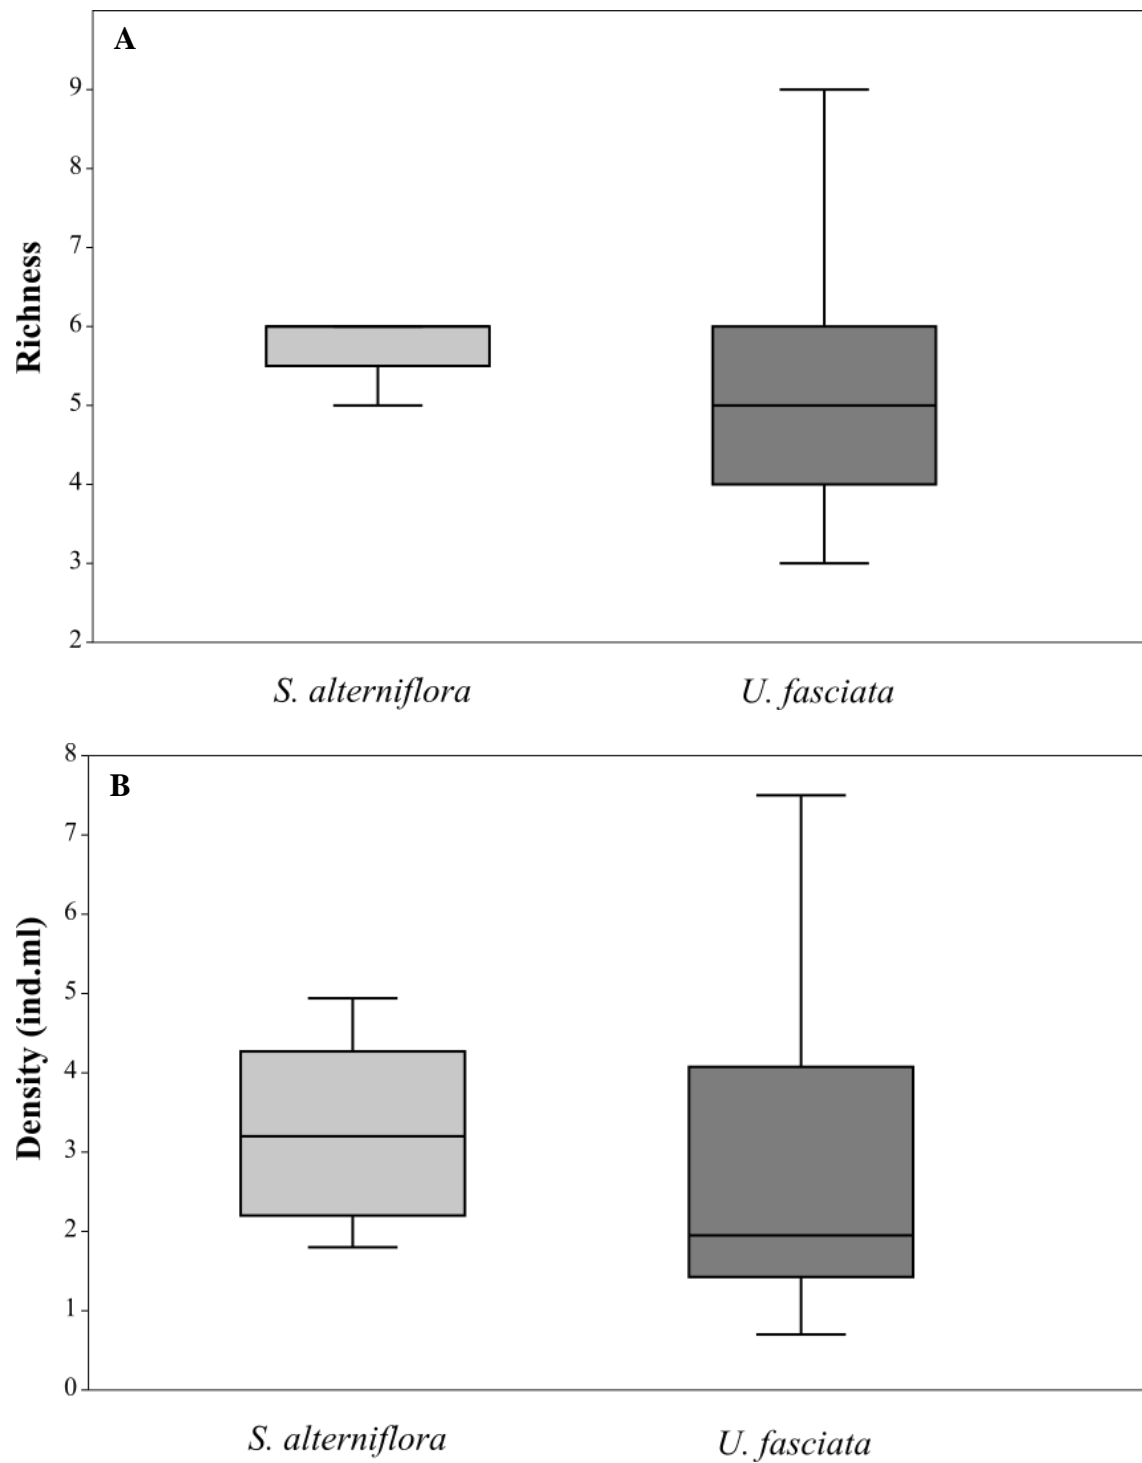 A
9
8
7
6
5
4
3
2
Richness
S. alterniflora U. fasciata
8
B
7
6
5
4
3
2
1
0
Density (ind.ml)
S. alterniflora U. fasciata